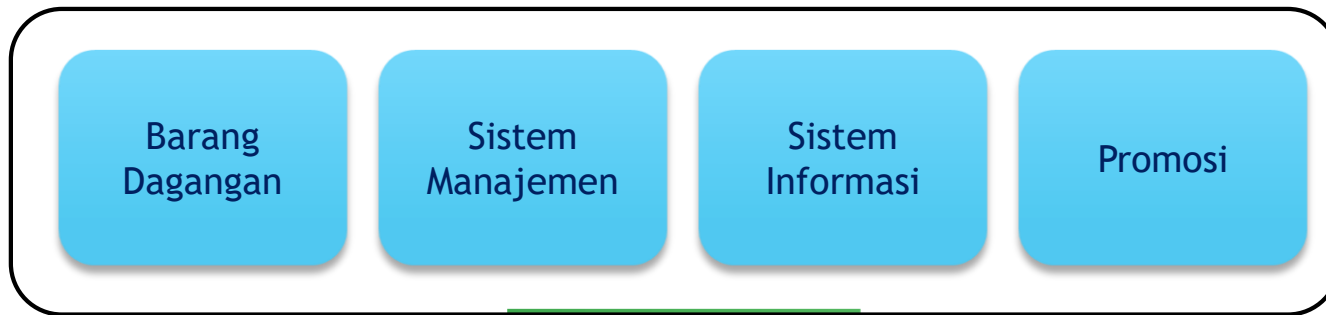 Barang
Dagangan
Sistem
Manajemen
Sistem
Informasi
Promosi